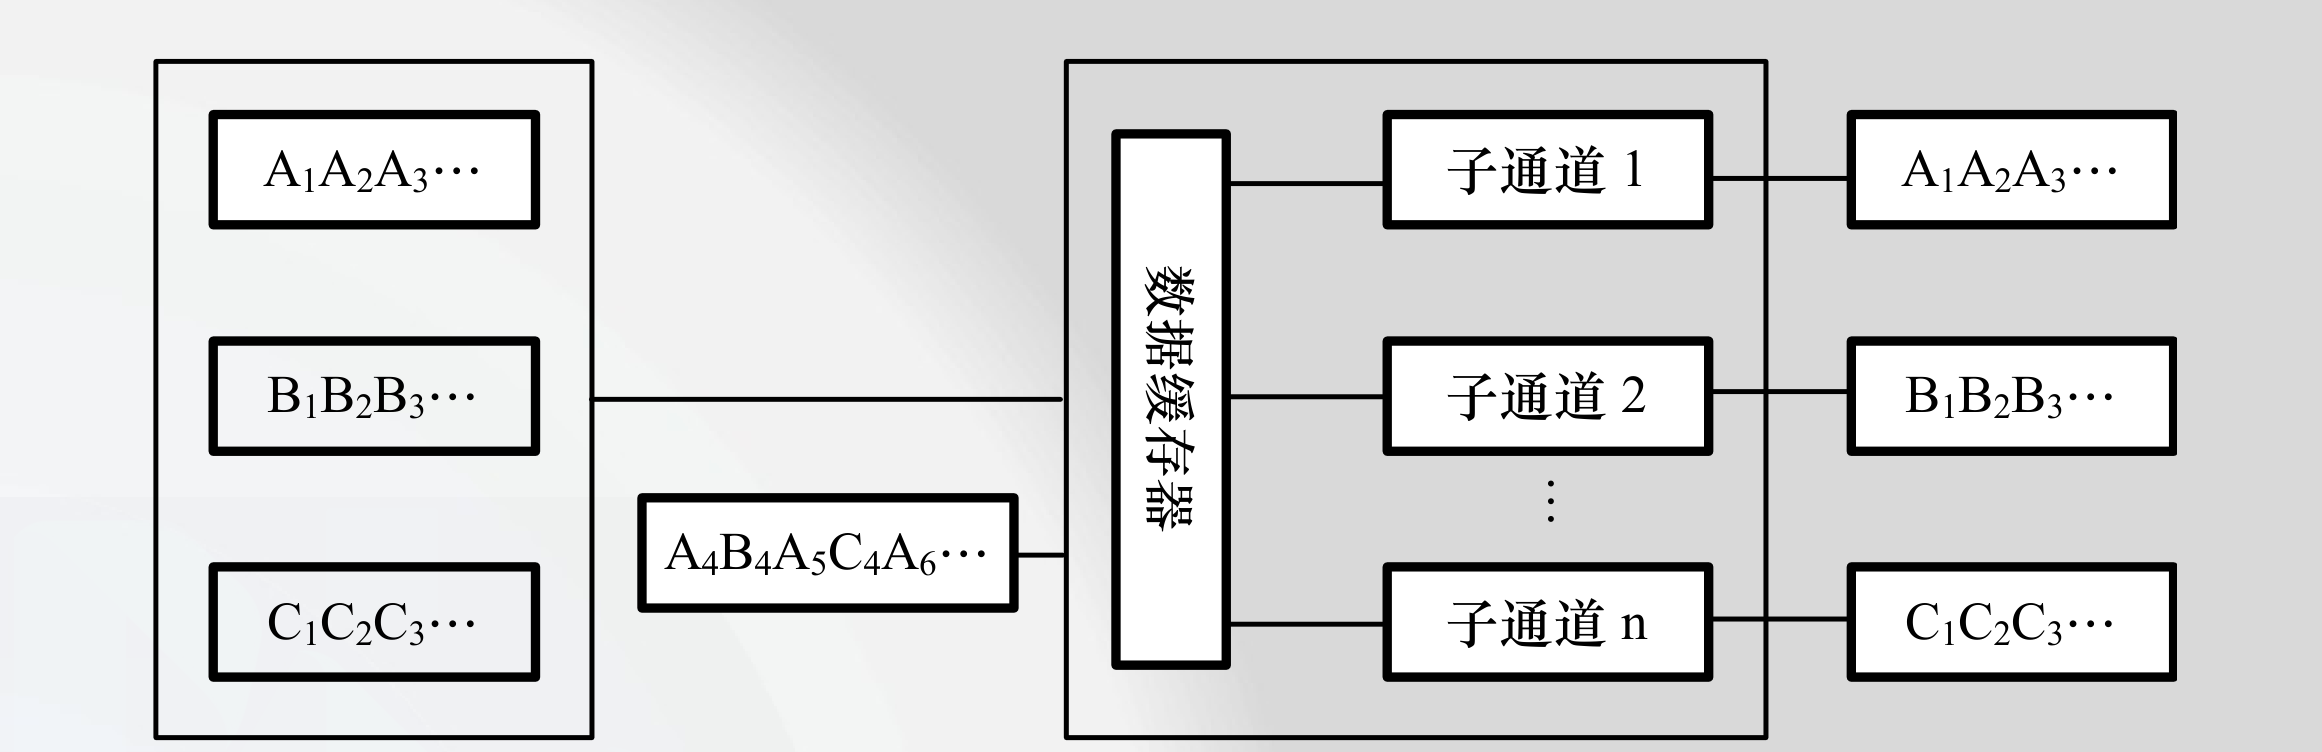 A₁A₂A₃…
B₁B₂B₃…
C₁C₂C₃…
A₄B₄A₅C₄A₆…
数据缓存器
子通道 1
子通道 2
⋮
子通道 n
A₁A₂A₃…
B₁B₂B₃…
C₁C₂C₃…